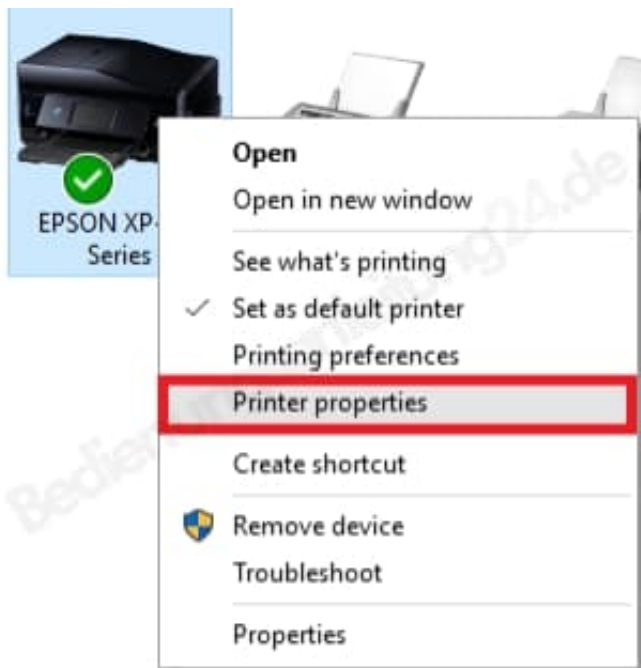 EPSON XP-
Series
Open
Open in new window
See what's printing
Set as default printer
Printing preferences
Printer properties
Create shortcut
Remove device
Troubleshoot
Properties